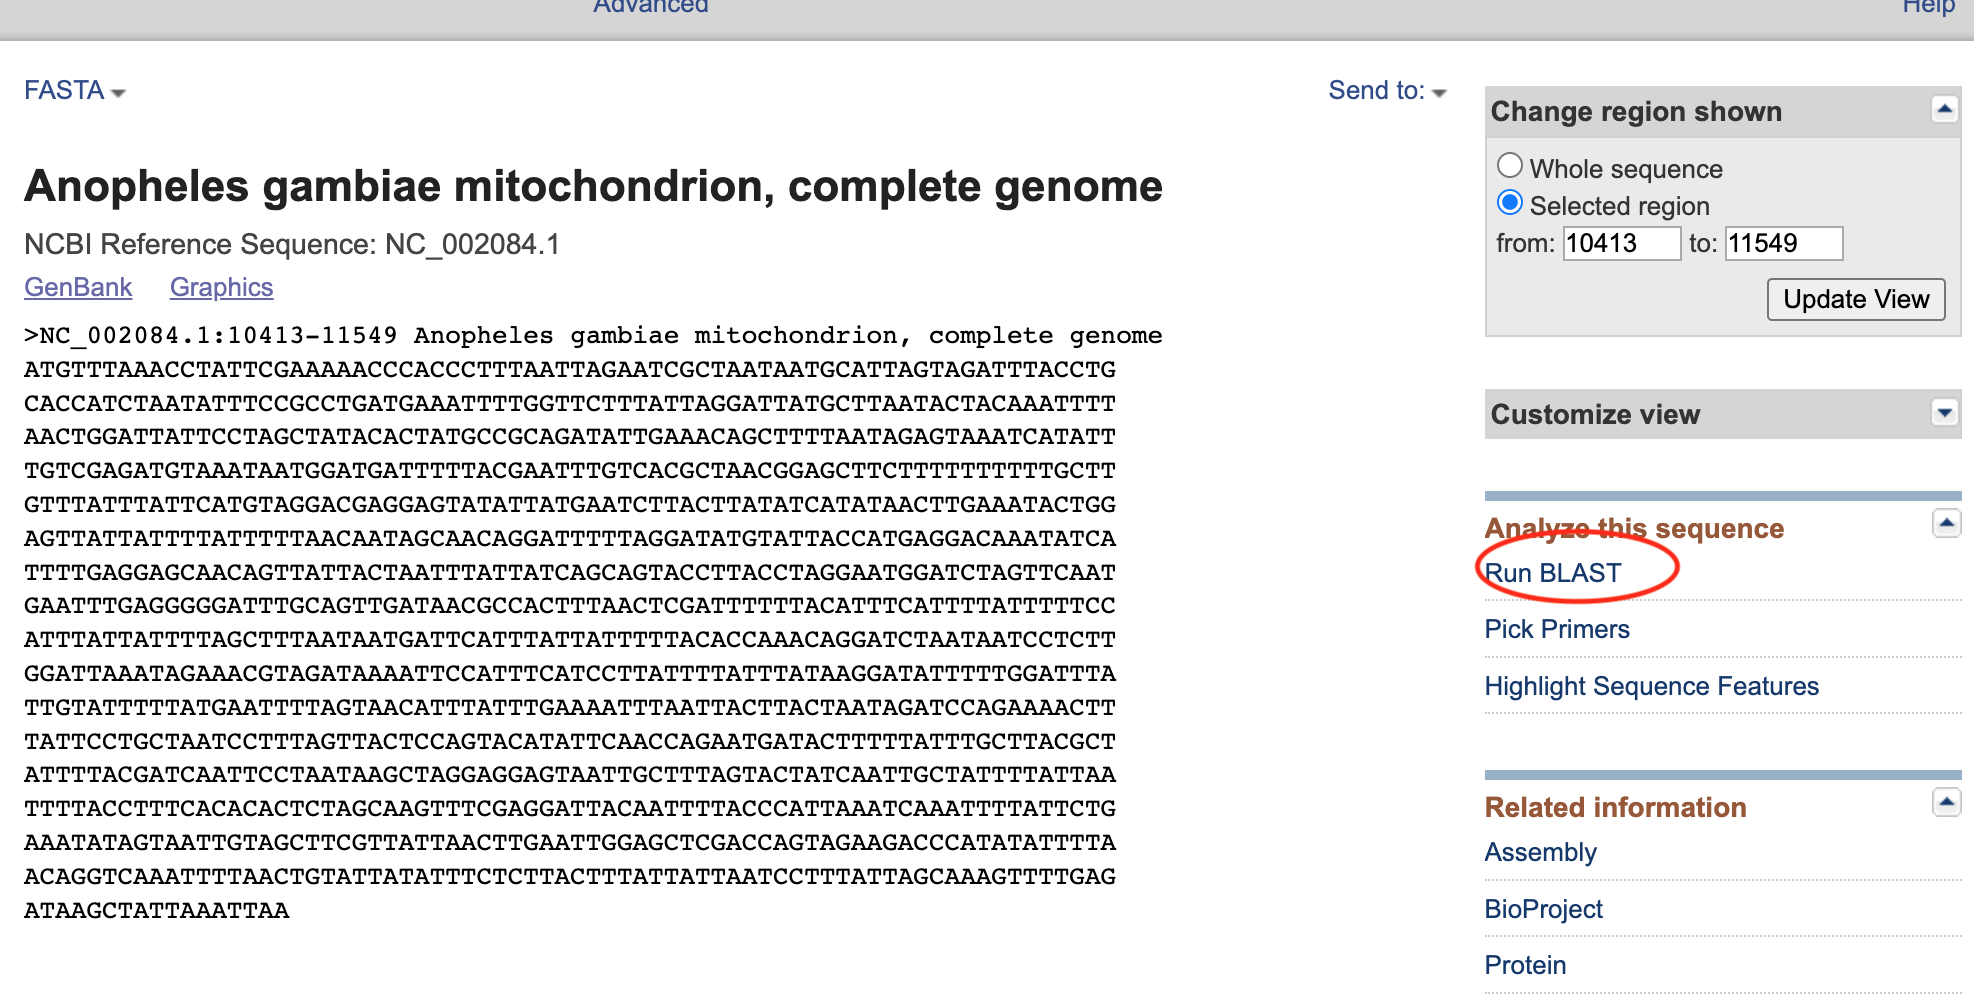 Advanced
Help
FASTA
Send to:
Anopheles gambiae mitochondrion, complete genome
NCBI Reference Sequence: NC_002084.1
GenBank Graphics
>NC_002084.1:10413-11549 Anopheles gambiae mitochondrion, complete genome
ATGTTTAAACCTATTCGAAAAACCCACCCTTTAATTAGAATCGCTAATAATGCATTAGTAGATTTACCTG
CACCATCTAATATTTCCGCCTGATGAAATTTTGGTTCTTTATTAGGATTATGCTTAATACTACAAATTTT
AACTGGATTATTCCTAGCTATACACTATGCCGCAGATATTGAAACAGCTTTTAATAGAGTAAATCATATT
TGTCGAGATGTAAATAATGGATGATTTTTACGAATTTGTCACGCTAACGGAGCTTCTTTTTTTTTTGCTT
GTTTATTTATTCATGTAGGACGAGGAGTATATTATGAATCTTACTTATATCATATAACTTGAAATACTGG
AGTTATTATTTTATTTTTAACAATAGCAACAGGATTTTTAGGATATGTATTACCATGAGGACAAATATCA
TTTTGAGGAGCAACAGTTATTACTAATTTATTATCAGCAGTACCTTACCTAGGAATGGATCTAGTTCAAT
GAATTTGAGGGGGATTTGCAGTTGATAACGCCACTTTAACTCGATTTTTTACATTTCATTTTATTTTTCC
ATTTATTATTTTAGCTTTAATAATGATTCATTTATTATTTTTACACCAAACAGGATCTAATAATCCTCTT
GGATTAAATAGAAACGTAGATAAAATTCCATTTCATCCTTATTTTATTTATAAGGATATTTTTGGATTTA
TTGTATTTTTATGAATTTTAGTAACATTTATTTGAAAATTTAATTACTTACTAATAGATCCAGAAAACTT
TATTCCTGCTAATCCTTTAGTTACTCCAGTACATATTCAACCAGAATGATACTTTTTATTTGCTTACGCT
ATTTTACGATCAATTCCTAATAAGCTAGGAGGAGTAATTGCTTTAGTACTATCAATTGCTATTTTATTAA
TTTTACCTTTCACACACTCTAGCAAGTTTCGAGGATTACAATTTTACCCATTAAATCAAATTTTATTCTG
AAATATAGTAATTGTAGCTTCGTTATTAACTTGAATTGGAGCTCGACCAGTAGAAGACCCATATATTTTA
ACAGGTCAAATTTTAACTGTATTATATTTCTCTTACTTTATTATTAATCCTTTATTAGCAAAGTTTTGAG
ATAAGCTATTAAATTAA
Change region shown
Whole sequence
Selected region
from: 10413 to: 11549
Update View
Customize view
Analyze this sequence
Run BLAST
Pick Primers
Highlight Sequence Features
Related information
Assembly
BioProject
Protein